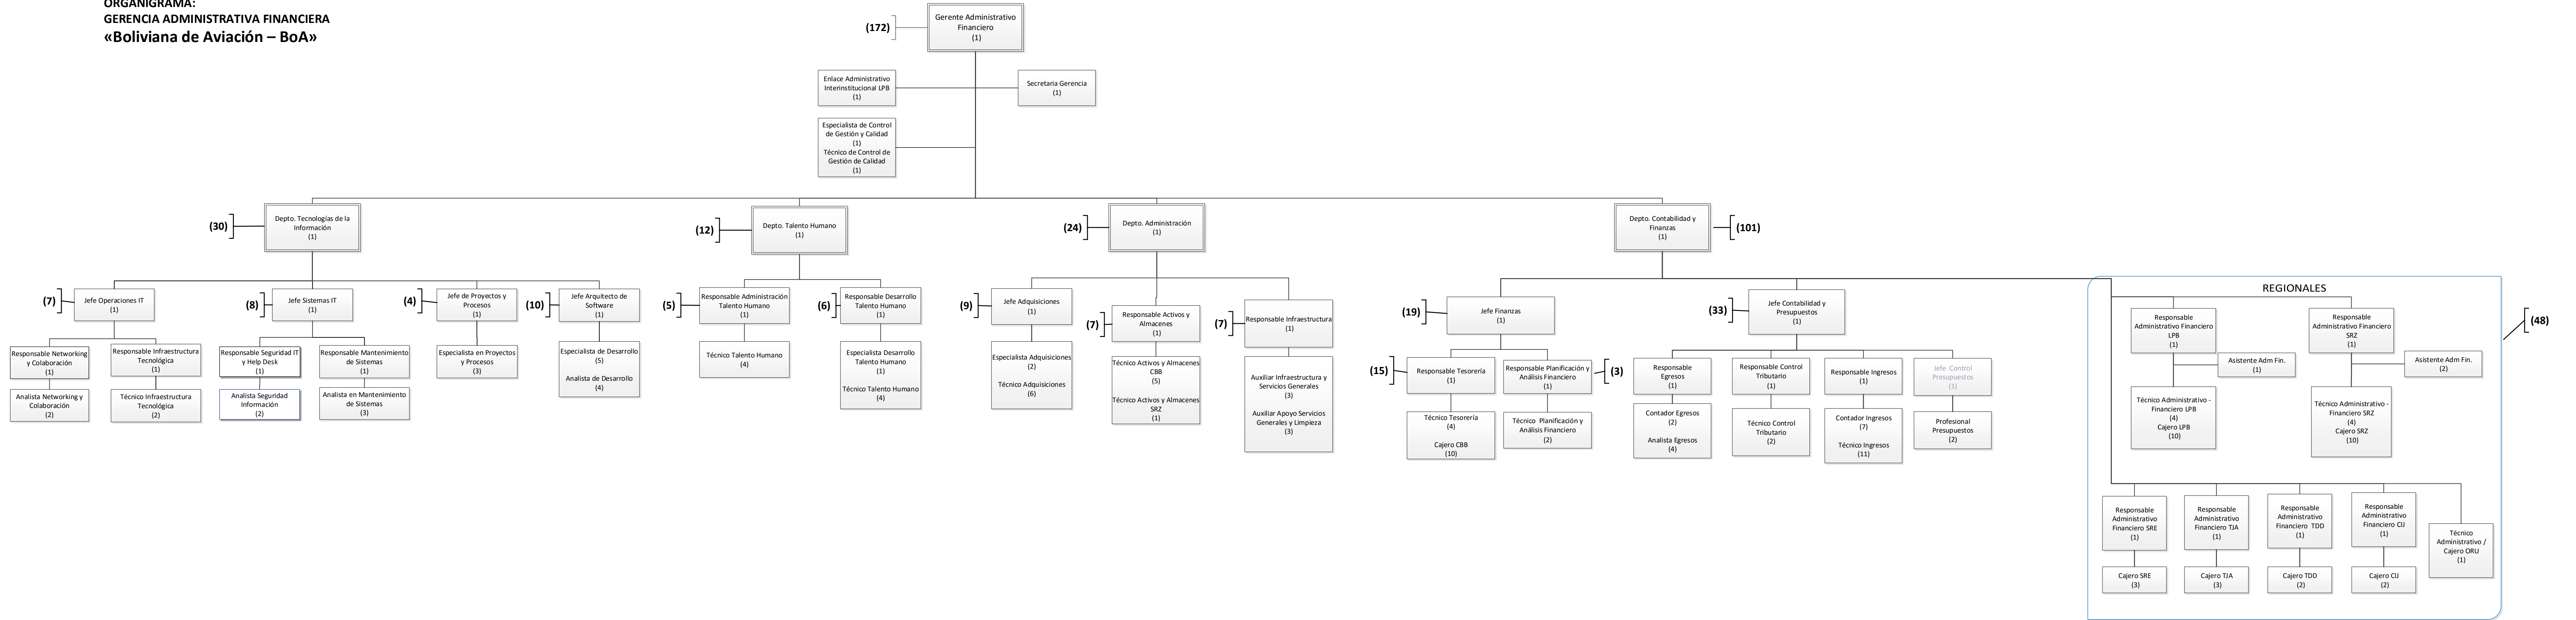 ORGANIGRAMA:
GERENCIA ADMINISTRATIVA FINANCIERA
«Boliviana de Aviación – BoA»
(172)
Gerente Administrativo
Financiero
(1)
Enlace Administrativo
Interinstitucional LPB
(1)
Secretaria Gerencia
(1)
Especialista de Control
de Gestión y Calidad
(1)
Técnico de Control de
Gestión de Calidad
(1)
(30)
Depto. Tecnologías de la
Información
(1)
(12)
Depto. Talento Humano
(1)
(24)
Depto. Administración
(1)
Depto. Contabilidad y
Finanzas
(1)
(101)
(7)
Jefe Operaciones IT
(1)
(8)
Jefe Sistemas IT
(1)
(4)
Jefe de Proyectos y
Procesos
(1)
(10)
Jefe Arquitecto de
Software
(1)
Responsable Networking
y Colaboración
(1)
Responsable Infraestructura
Tecnológica
(1)
Responsable Seguridad IT
y Help Desk
(1)
Responsable Mantenimiento
de Sistemas
(1)
Especialista en Proyectos
y Procesos
(3)
Especialista de Desarrollo
(5)
Analista de Desarrollo
(4)
Analista Networking y
Colaboración
(2)
Técnico Infraestructura
Tecnológica
(2)
Analista Seguridad
Información
(2)
Analista en Mantenimiento
de Sistemas
(3)
(5)
Responsable Administración
Talento Humano
(1)
(6)
Responsable Desarrollo
Talento Humano
(1)
Técnico Talento Humano
(4)
Especialista Desarrollo
Talento Humano
(1)
Técnico Talento Humano
(4)
(9)
Jefe Adquisiciones
(1)
(7)
Responsable Activos y
Almacenes
(1)
(7)
Responsable Infraestructura
(1)
Especialista Adquisiciones
(2)
Técnico Adquisiciones
(6)
Técnico Activos y Almacenes
CBB
(5)
Técnico Activos y Almacenes
SRZ
(1)
Auxiliar Infraestructura y
Servicios Generales
(3)
Auxiliar Apoyo Servicios
Generales y Limpieza
(3)
(19)
Jefe Finanzas
(1)
(33)
Jefe Contabilidad y
Presupuestos
(1)
(15)
Responsable Tesorería
(1)
Responsable Planificación y
Análisis Financiero
(1)
(3)
Responsable
Egresos
(1)
Responsable Control
Tributario
(1)
Responsable Ingresos
(1)
Jefe Control
Presupuestos
(1)
Técnico Tesorería
(4)
Cajero CBB
(10)
Técnico Planificación y
Análisis Financiero
(2)
Contador Egresos
(2)
Analista Egresos
(4)
Técnico Control
Tributario
(2)
Contador Ingresos
(7)
Técnico Ingresos
(11)
Profesional
Presupuestos
(2)
REGIONALES
(48)
Responsable
Administrativo Financiero
LPB
(1)
Responsable
Administrativo Financiero
SRZ
(1)
Asistente Adm Fin.
(1)
Asistente Adm Fin.
(2)
Técnico Administrativo -
Financiero LPB
(4)
Cajero LPB
(10)
Técnico Administrativo -
Financiero SRZ
(4)
Cajero SRZ
(10)
Responsable
Administrativo
Financiero SRE
(1)
Responsable
Administrativo
Financiero TJA
(1)
Responsable
Administrativo
Financiero TDD
(1)
Responsable
Administrativo
Financiero CIJ
(1)
Técnico
Administrativo /
Cajero ORU
(1)
Cajero SRE
(3)
Cajero TJA
(3)
Cajero TDD
(2)
Cajero CIJ
(2)